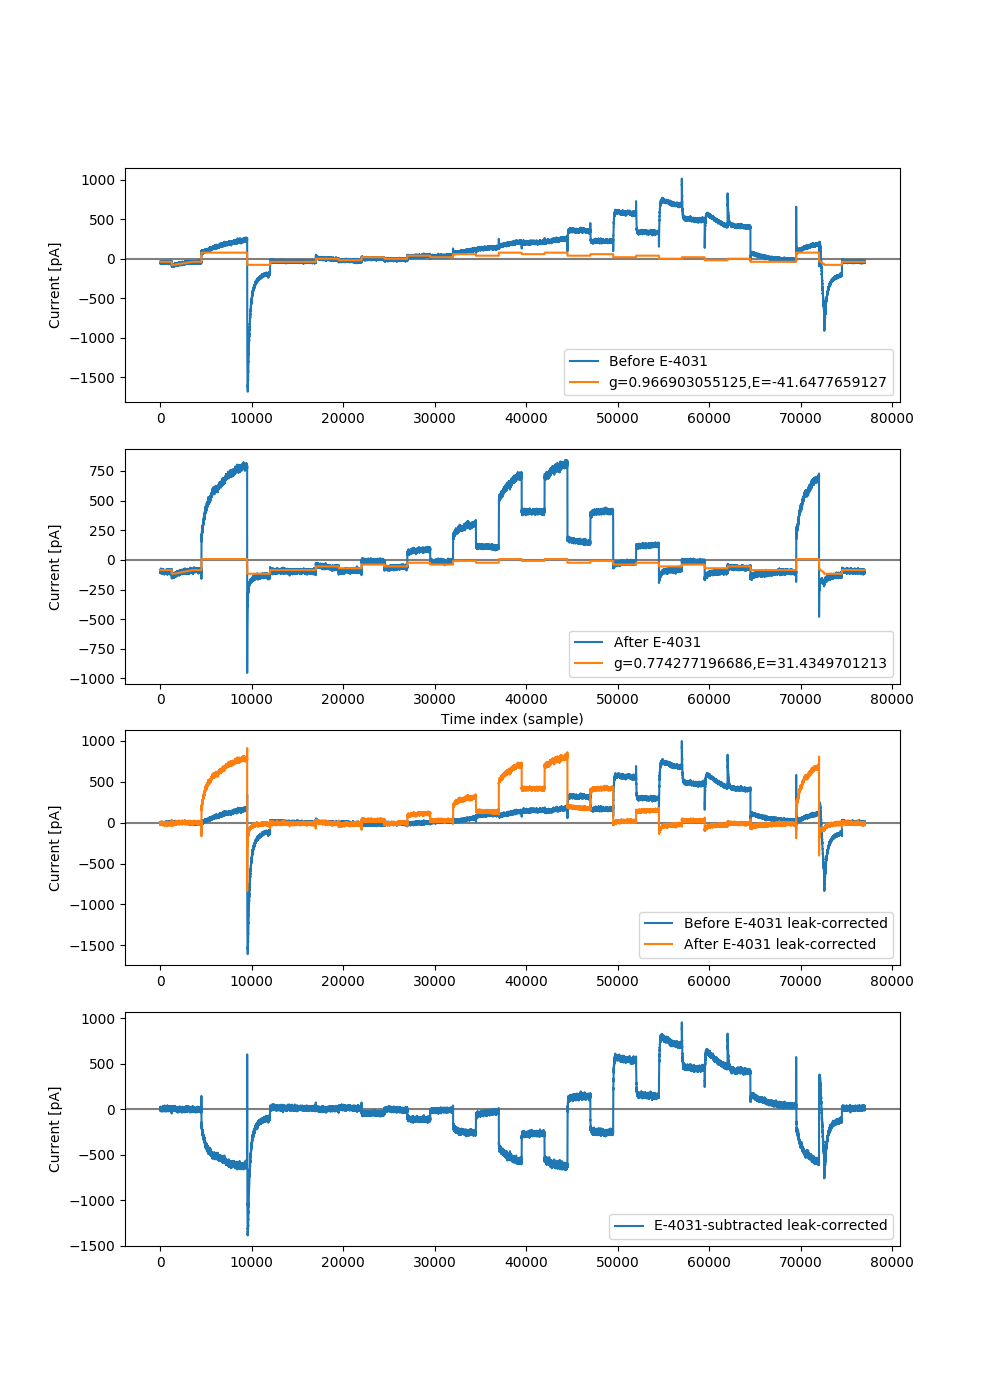 1000
500
0
−500
−1000
−1500
Current [pA]
Before E-4031
g=0.966903055125,E=-41.6477659127
0 10000 20000 30000 40000 50000 60000 70000 80000
750
500
250
0
−250
−500
−750
−1000
Current [pA]
After E-4031
g=0.774277196686,E=31.4349701213
0 10000 20000 30000 40000 50000 60000 70000 80000
Time index (sample)
1000
500
0
−500
−1000
−1500
Current [pA]
Before E-4031 leak-corrected
After E-4031 leak-corrected
0 10000 20000 30000 40000 50000 60000 70000 80000
1000
500
0
−500
−1000
−1500
Current [pA]
E-4031-subtracted leak-corrected
0 10000 20000 30000 40000 50000 60000 70000 80000